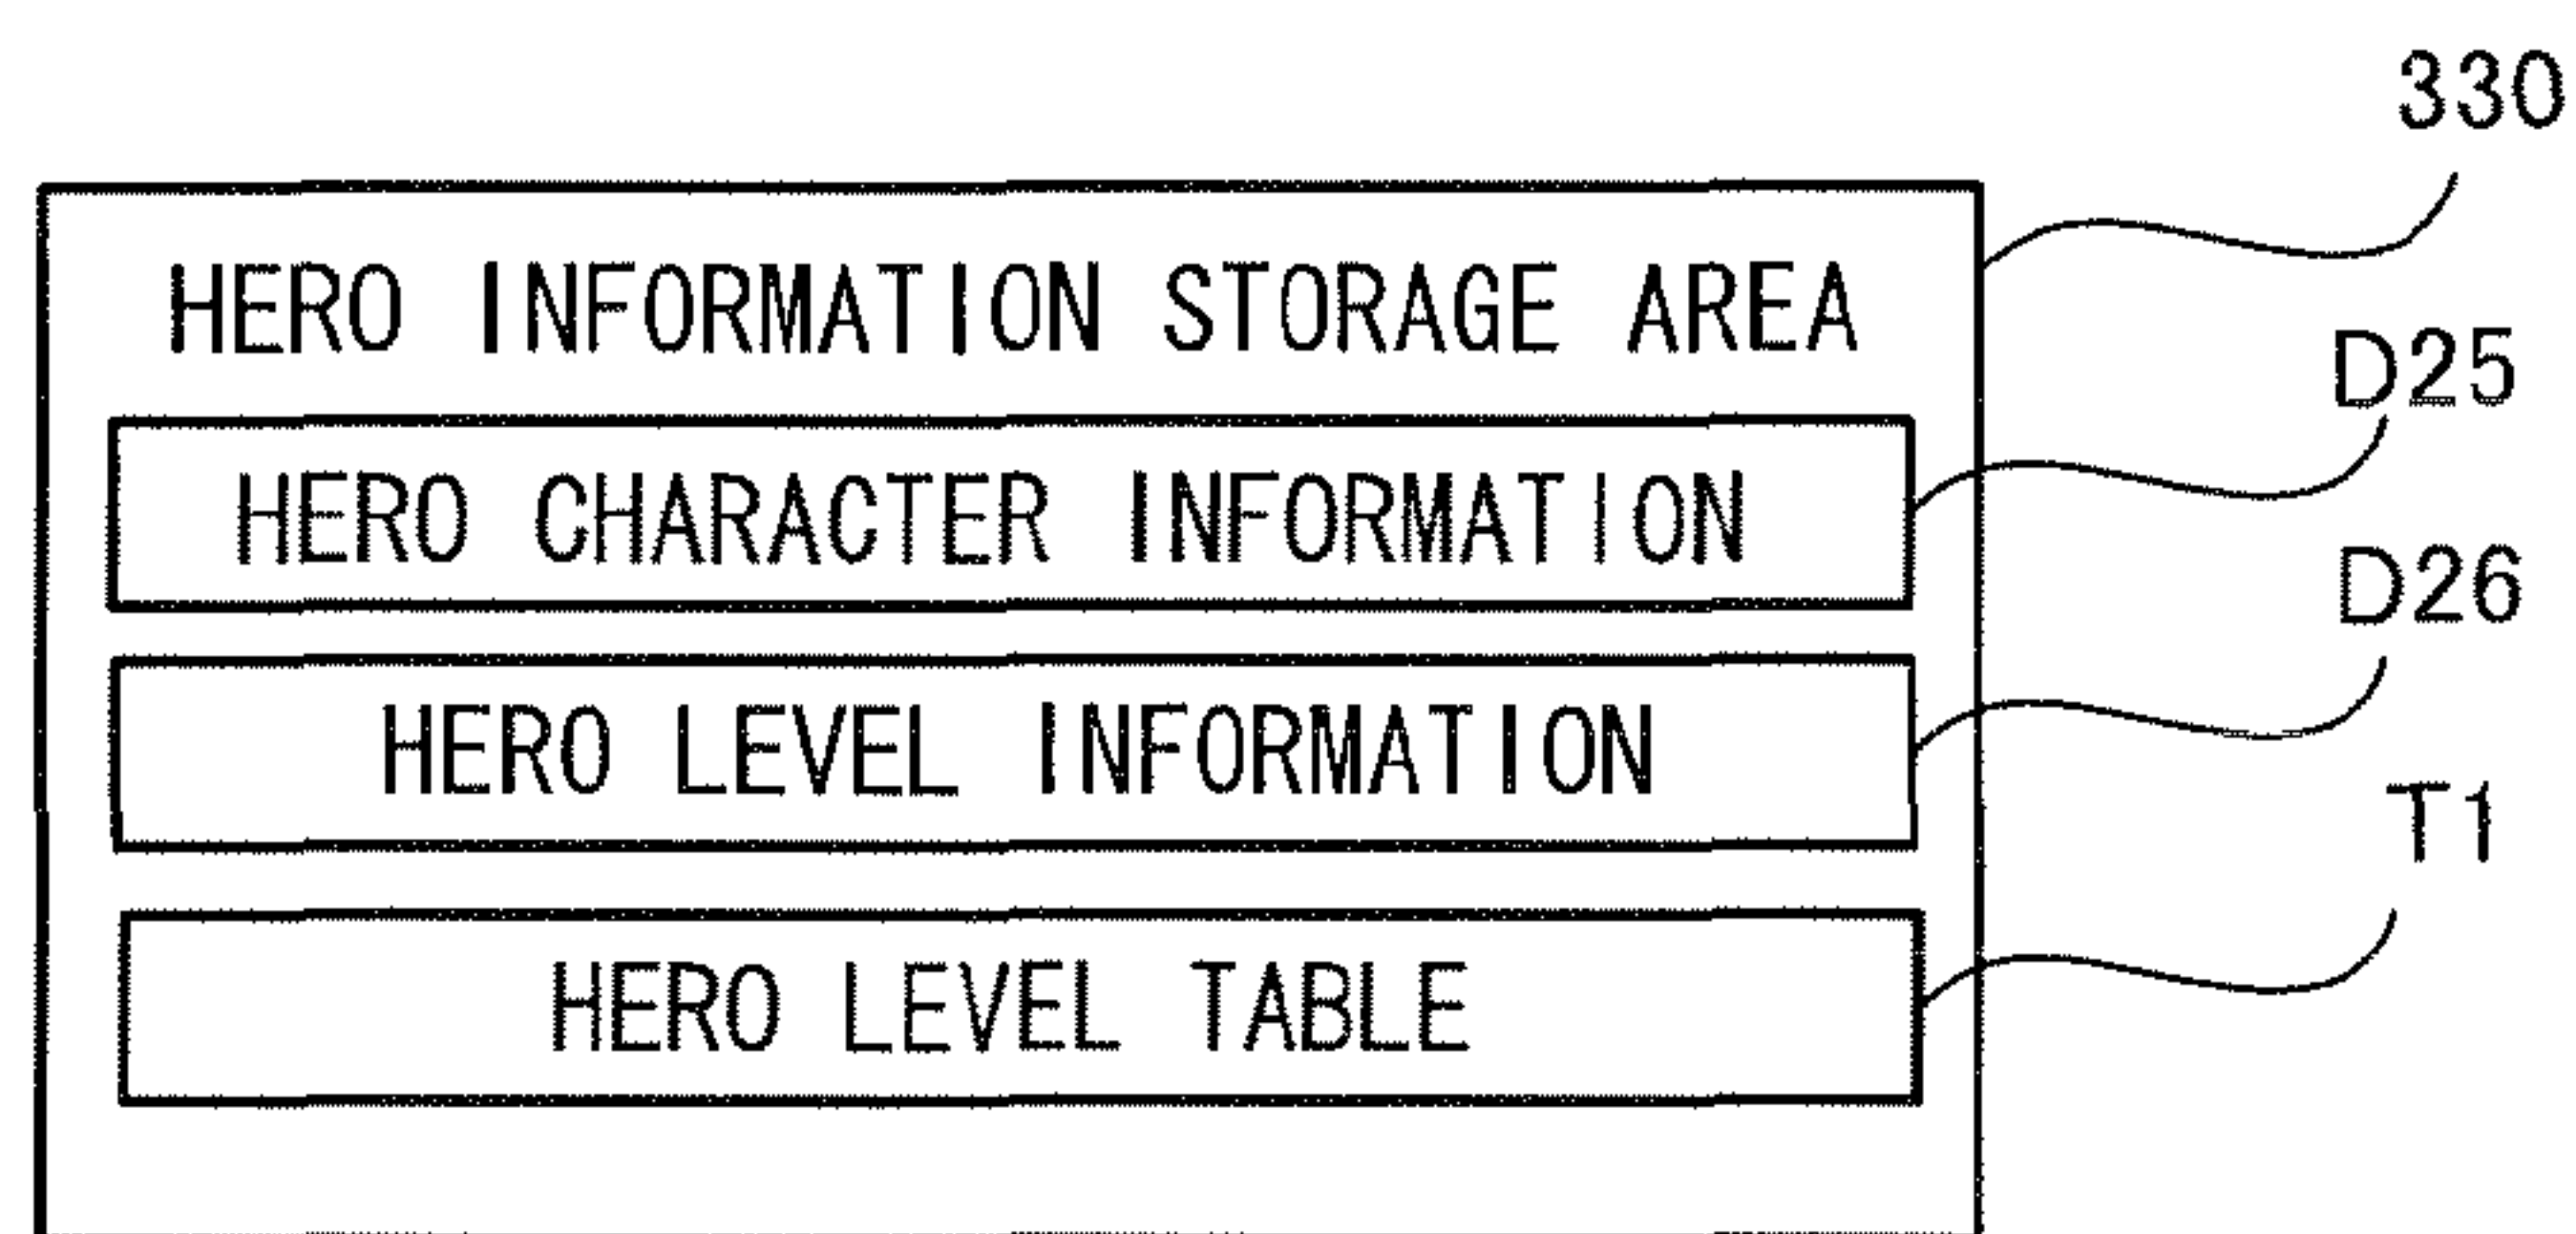 330
HERO INFORMATION STORAGE AREA
D25
HERO CHARACTER INFORMATION
D26
HERO LEVEL INFORMATION
T1
HERO LEVEL TABLE